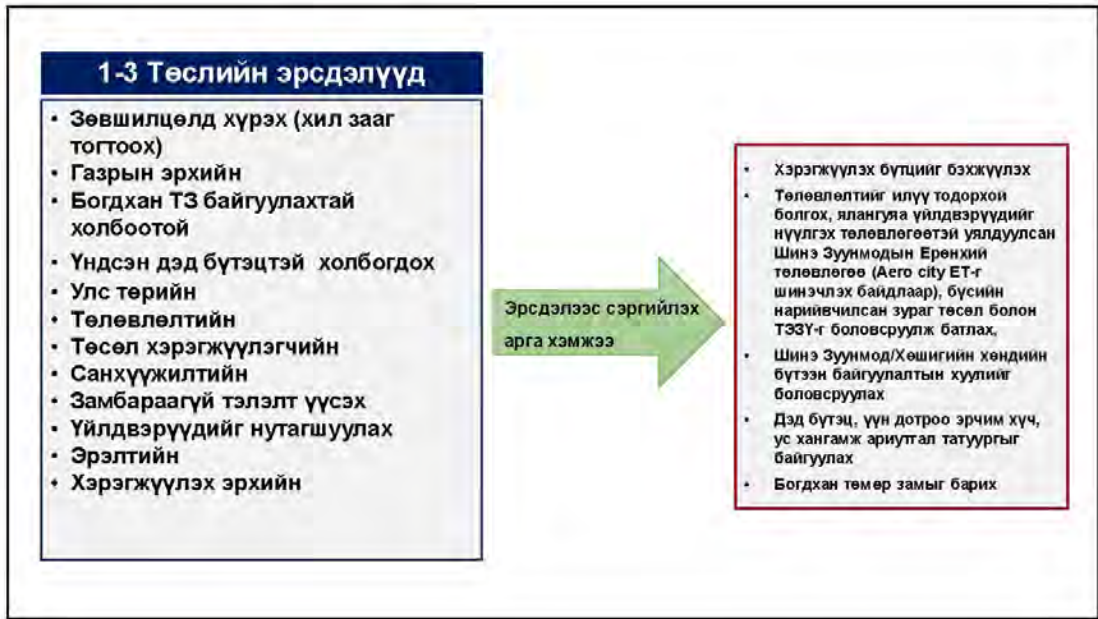 1-3 Төслийн эрсдэлүүд
• Зөвшилцөлд хүрэх (хил зааг
тогтоох)
• Газрын эрхийн
• Богдхан ТЗ байгуулахтай
холбоотой
• Үндсэн дэд бүтэцтэй холбогдох
• Улс төрийн
• Төлөвлөлтийн
• Төсөл хэрэгжүүлэгчийн
• Санхүүжилтийн
• Замбараагүй тэлэлт үүсэх
• Үйлдвэрүүдийг нутагшуулах
• Эрэлтийн
• Хэрэгжүүлэх эрхийн
Эрсдэлээс сэргийлэх
арга хэмжээ
• Хэрэгжүүлэх бүтцийг бэхжүүлэх
• Төлөвлөлтийг илүү тодорхой
болгох, ялангуяа үйлдвэрүүдийг
нүүлгэх төлөвлөгөөтэй уялдуулсан
Шинэ Зуунмодын Ерөнхий
төлөвлөгөө (Aero city ЕТ-г
шинэчлэх байдлаар), бүсийн
нарийвчилсан зураг төсөл болон
ТЭЗҮ-г боловсруулж батлах,
• Шинэ Зуунмод/Хөшигийн хөндийн
бүтээн байгуулалтын хуулийг
боловсруулах
• Дэд бүтэц, үүн дотроо эрчим хүч,
ус хангамж ариутгал татуургыг
байгуулах
• Богдхан төмөр замыг барих